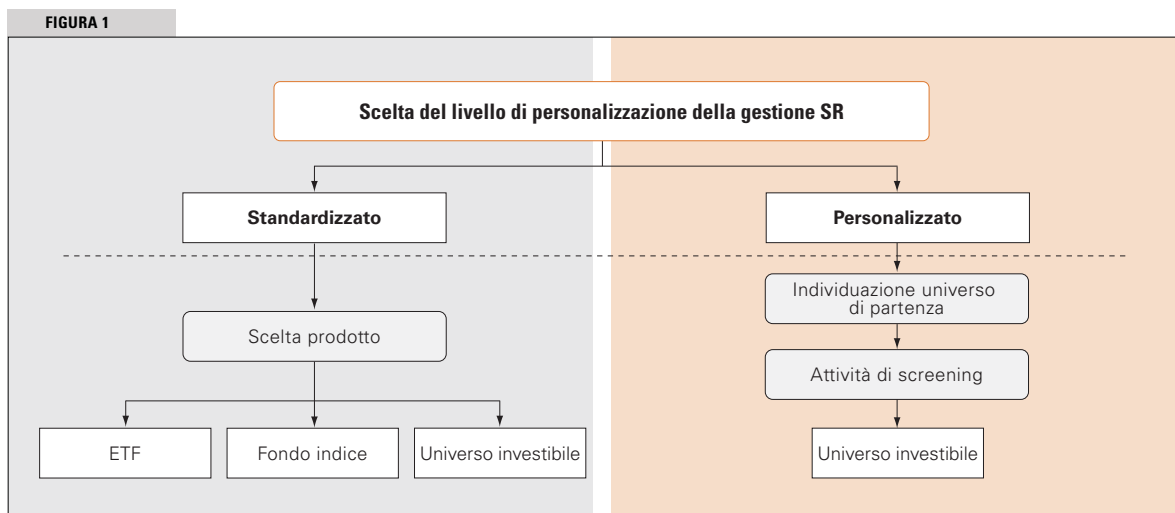 FIGURA 1
Scelta del livello di personalizzazione della gestione SR
Standardizzato
Personalizzato
Individuazione universo
di partenza
Scelta prodotto
Attività di screening
ETF
Fondo indice
Universo investibile
Universo investibile